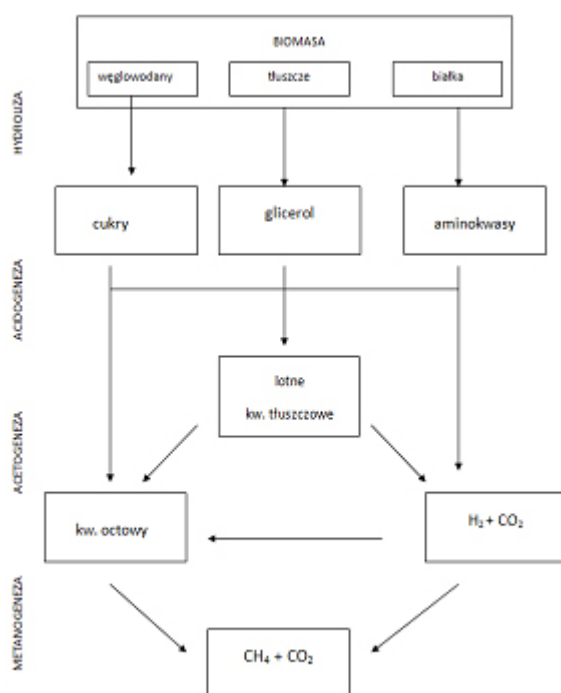 BIOMASA
węglowodany
tłuszcze
białka
HYDROLIZA
cukry
glicerol
aminokwasy
ACIDOGENEZA
lotne
kw. tłuszczowe
ACETOGENEZA
kw. octowy
H₂ + CO₂
METANOGENEZA
CH₄ + CO₂